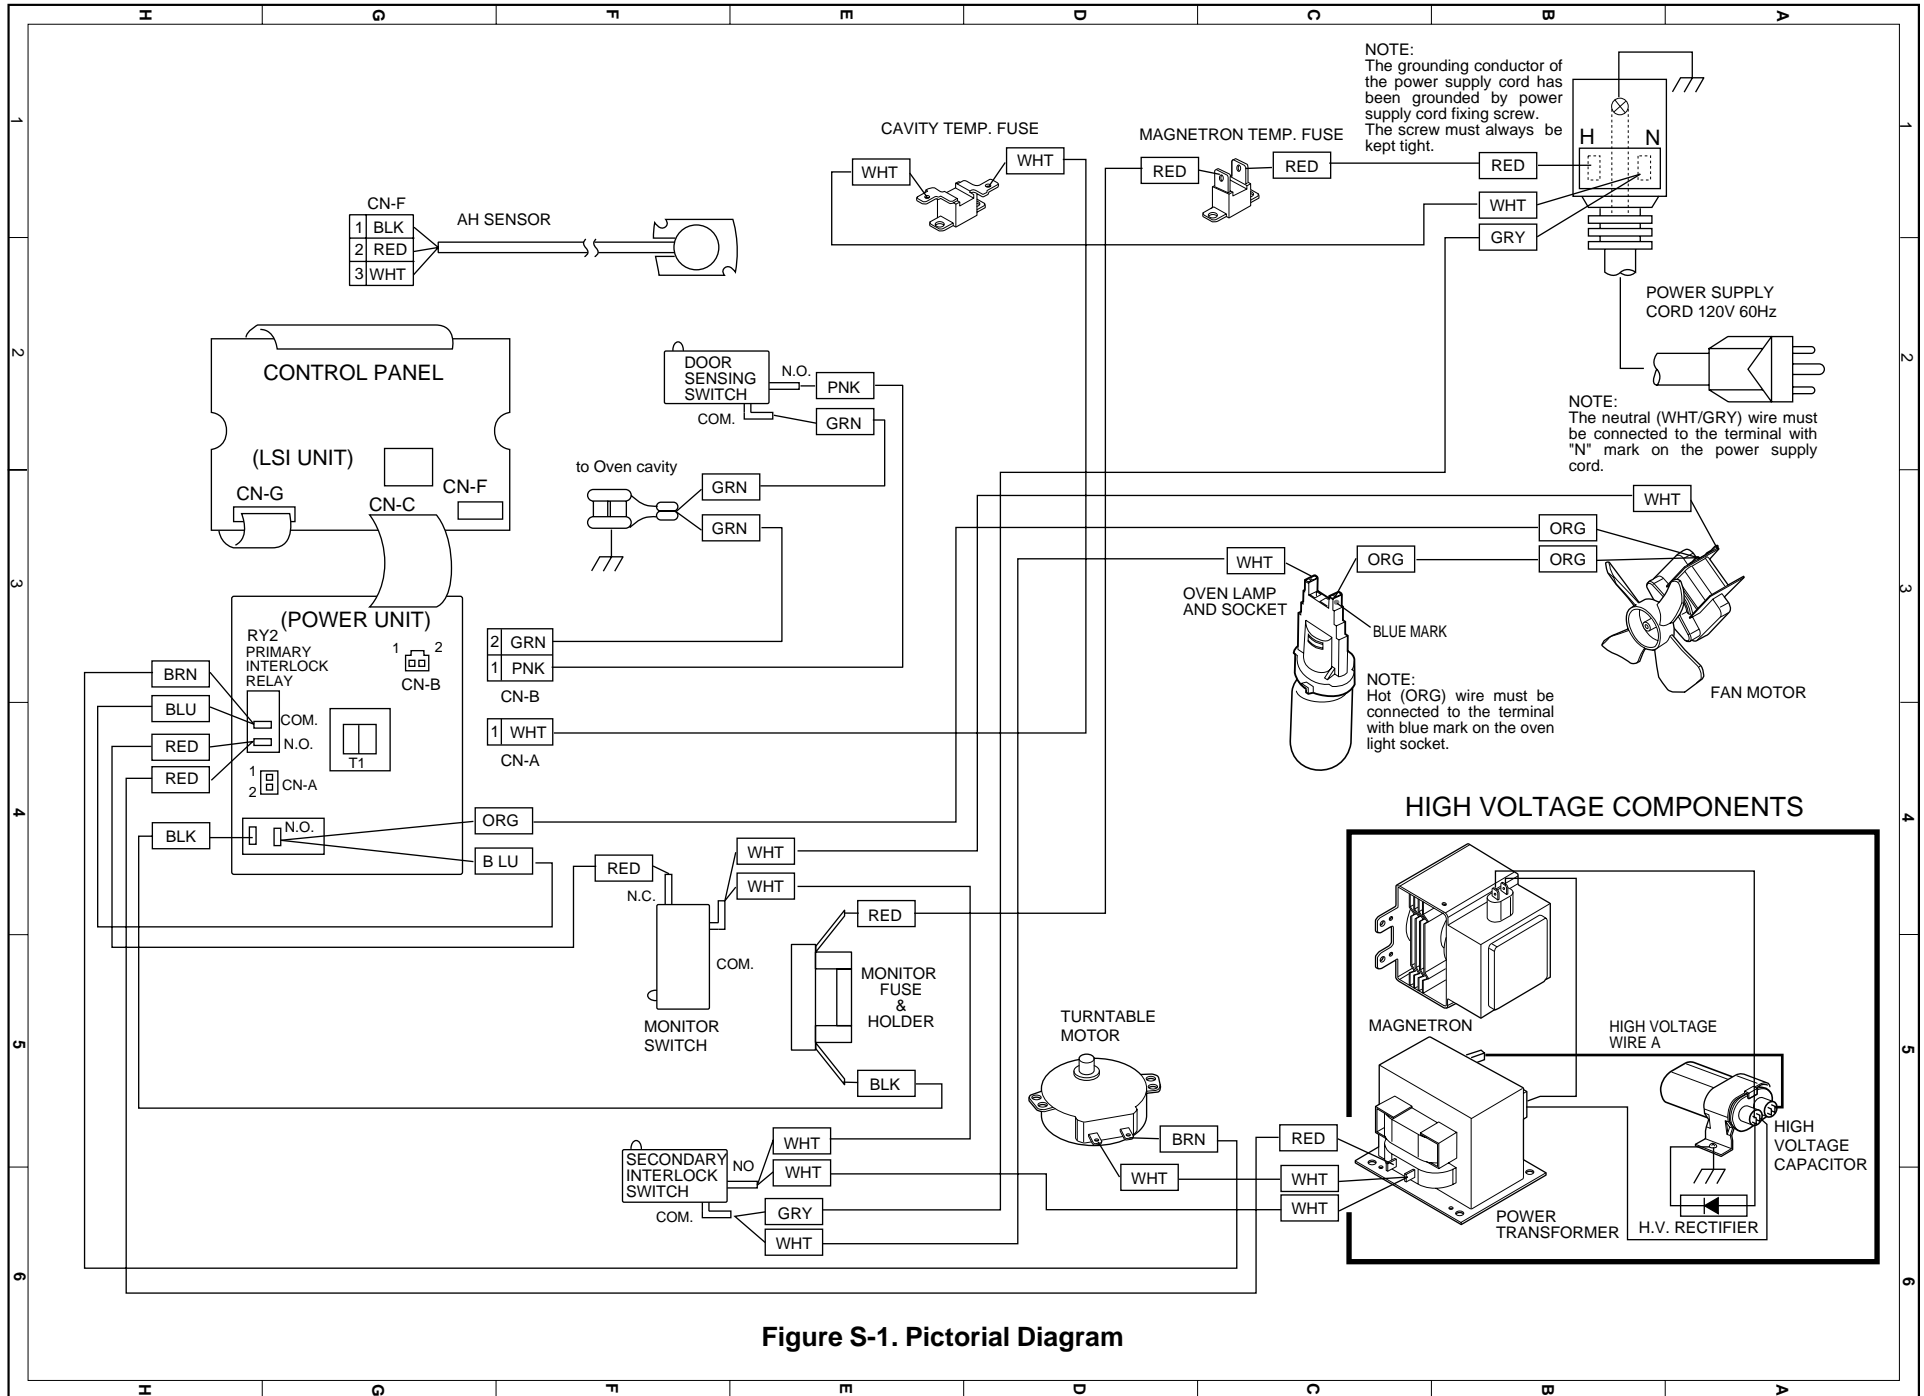 H G F E D C B A
1
2
3
4
5
6
1
2
3
4
5
6
NOTE:
The grounding conductor of
the power supply cord has
been grounded by power
supply cord fixing screw.
The screw must always be
kept tight.
H N
CAVITY TEMP. FUSE
WHT
WHT
MAGNETRON TEMP. FUSE
RED
RED
RED
WHT
GRY
POWER SUPPLY
CORD 120V 60Hz
NOTE:
The neutral (WHT/GRY) wire must
be connected to the terminal with
"N" mark on the power supply
cord.
CN-F
1 BLK
2 RED
3 WHT
AH SENSOR
CONTROL PANEL
(LSI UNIT)
CN-G
CN-C
CN-F
DOOR
SENSING
SWITCH
N.O.
COM.
PNK
GRN
to Oven cavity
GRN
GRN
WHT
ORG
ORG
WHT
ORG
OVEN LAMP
AND SOCKET
BLUE MARK
NOTE:
Hot (ORG) wire must be
connected to the terminal
with blue mark on the oven
light socket.
FAN MOTOR
(POWER UNIT)
RY2
PRIMARY
INTERLOCK
RELAY
1 2
CN-B
COM.
N.O.
T1
1
2
CN-A
N.O.
BRN
BLU
RED
RED
BLK
2 GRN
1 PNK
CN-B
1 WHT
CN-A
ORG
B LU
RED
N.C.
WHT
WHT
COM.
MONITOR
SWITCH
RED
MONITOR
FUSE
&
HOLDER
BLK
SECONDARY
INTERLOCK
SWITCH
NO
COM.
WHT
WHT
GRY
WHT
TURNTABLE
MOTOR
BRN
WHT
RED
WHT
WHT
HIGH VOLTAGE COMPONENTS
MAGNETRON
HIGH VOLTAGE
WIRE A
HIGH
VOLTAGE
CAPACITOR
POWER
TRANSFORMER
H.V. RECTIFIER
Figure S-1. Pictorial Diagram
H G F E D C B A